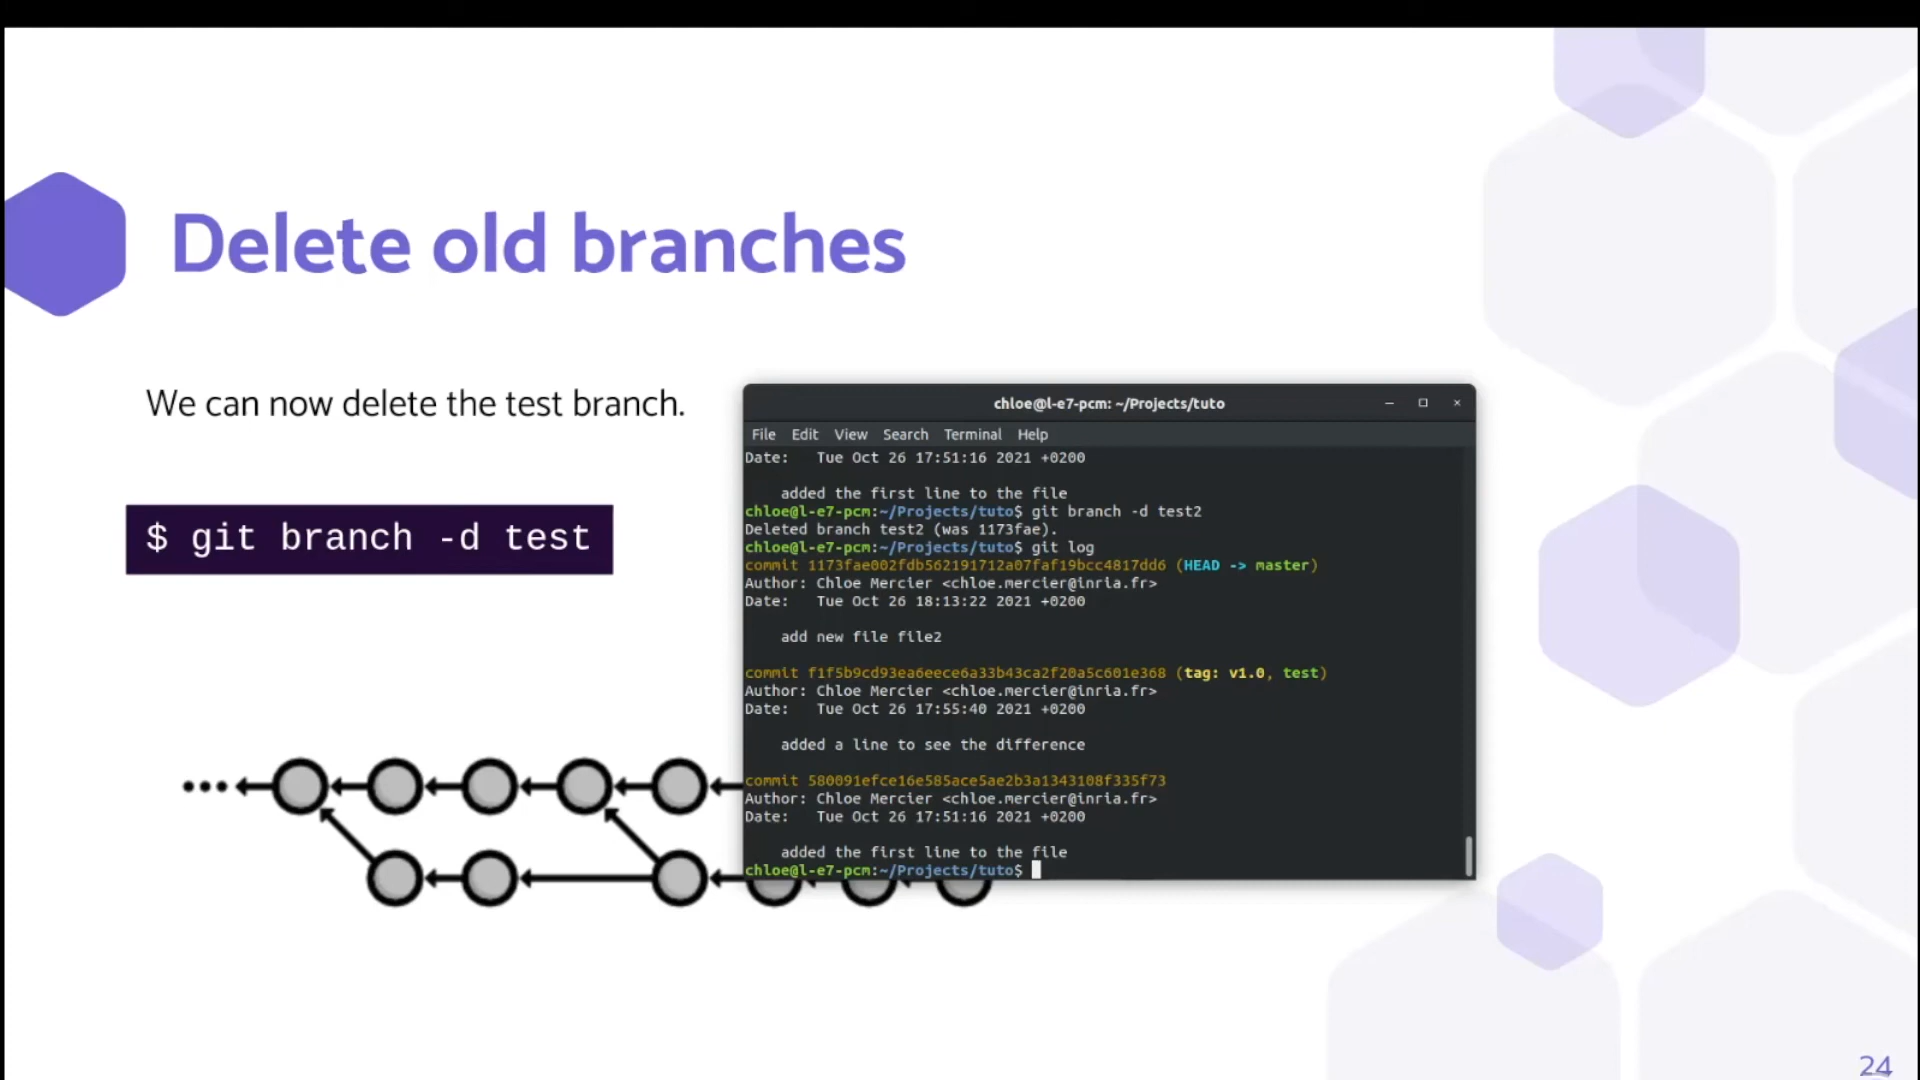 Delete old branches
We can now delete the test branch.
$ git branch -d test
chloe@l-e7-pcm: ~/Projects/tuto
File Edit View Search Terminal Help
Date:   Tue Oct 26 17:51:16 2021 +0200
added the first line to the file
chloe@l-e7-pcm:~/Projects/tuto$ git branch -d test2
Deleted branch test2 (was 1173fae).
chloe@l-e7-pcm:~/Projects/tuto$ git log
commit 1173fae002fdb562191712a07faf19bcc4817dd6 (HEAD -> master)
Author: Chloe Mercier <chloe.mercier@inria.fr>
Date:   Tue Oct 26 18:13:22 2021 +0200
add new file file2
commit f1f5b9cd93ea6eece6a33b43ca2f20a5c601e368 (tag: v1.0, test)
Author: Chloe Mercier <chloe.mercier@inria.fr>
Date:   Tue Oct 26 17:55:40 2021 +0200
added a line to see the difference
commit 580091efce16e585ace5ae2b3a1343108f335f73
Author: Chloe Mercier <chloe.mercier@inria.fr>
Date:   Tue Oct 26 17:51:16 2021 +0200
added the first line to the file
chloe@l-e7-pcm:~/Projects/tuto$
24